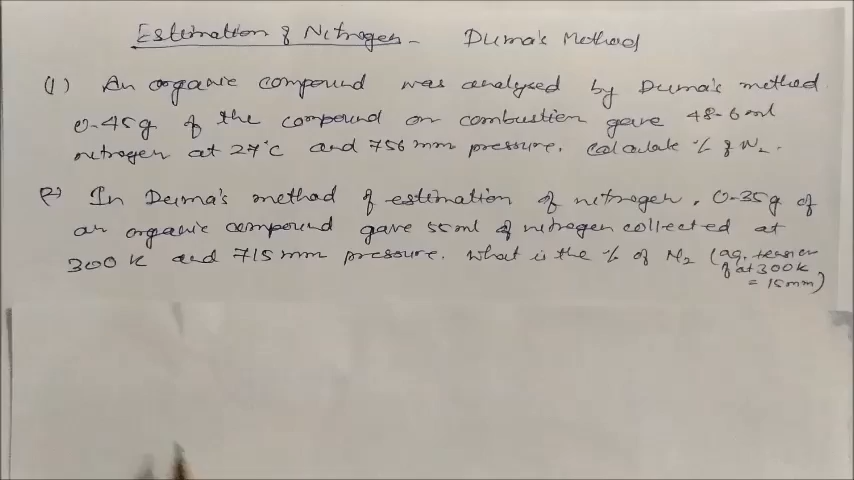 Estimation of Nitrogen - Duma's Method
(1) An organic compound was analysed by Duma's method
0.45g of the compound on combustion gave 48.6 ml
nitrogen at 27°C and 756 mm pressure. Calculate % of N2.
2) In Duma's method of estimation of nitrogen, 0.35g of
an organic compound gave 55ml of nitrogen collected at
300 K and 715 mm pressure. What is the % of N2 (aq. tension
of at 300K
= 15mm)